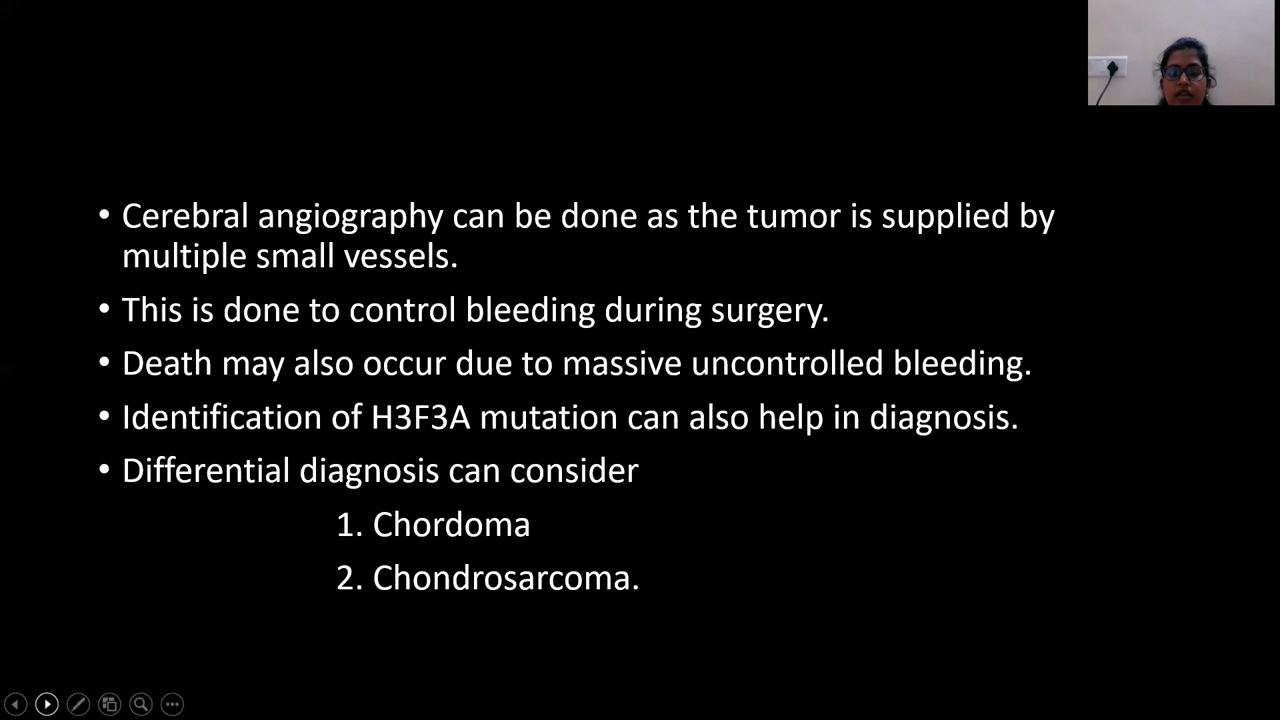 • Cerebral angiography can be done as the tumor is supplied by
multiple small vessels.
• This is done to control bleeding during surgery.
• Death may also occur due to massive uncontrolled bleeding.
• Identification of H3F3A mutation can also help in diagnosis.
• Differential diagnosis can consider
1. Chordoma
2. Chondrosarcoma.